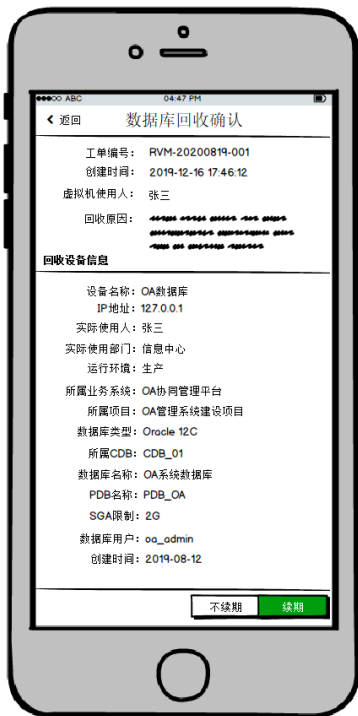 ABC
04:47 PM
返回
数据库回收确认
工单编号： RVM-20200819-001
创建时间： 2019-12-16 17:46:12
虚拟机使用人： 张三
回收原因：
回收设备信息
设备名称：OA数据库
IP地址：127.0.0.1
实际使用人：张三
实际使用部门：信息中心
运行环境：生产
所属业务系统：OA协同管理平台
所属项目：OA管理系统建设项目
数据库类型：Oracle 12C
所属CDB：CDB_01
数据库名称：OA系统数据库
PDB名称：PDB_OA
SGA限制：2G
数据库用户：oa_admin
创建时间：2019-08-12
不续期
续期